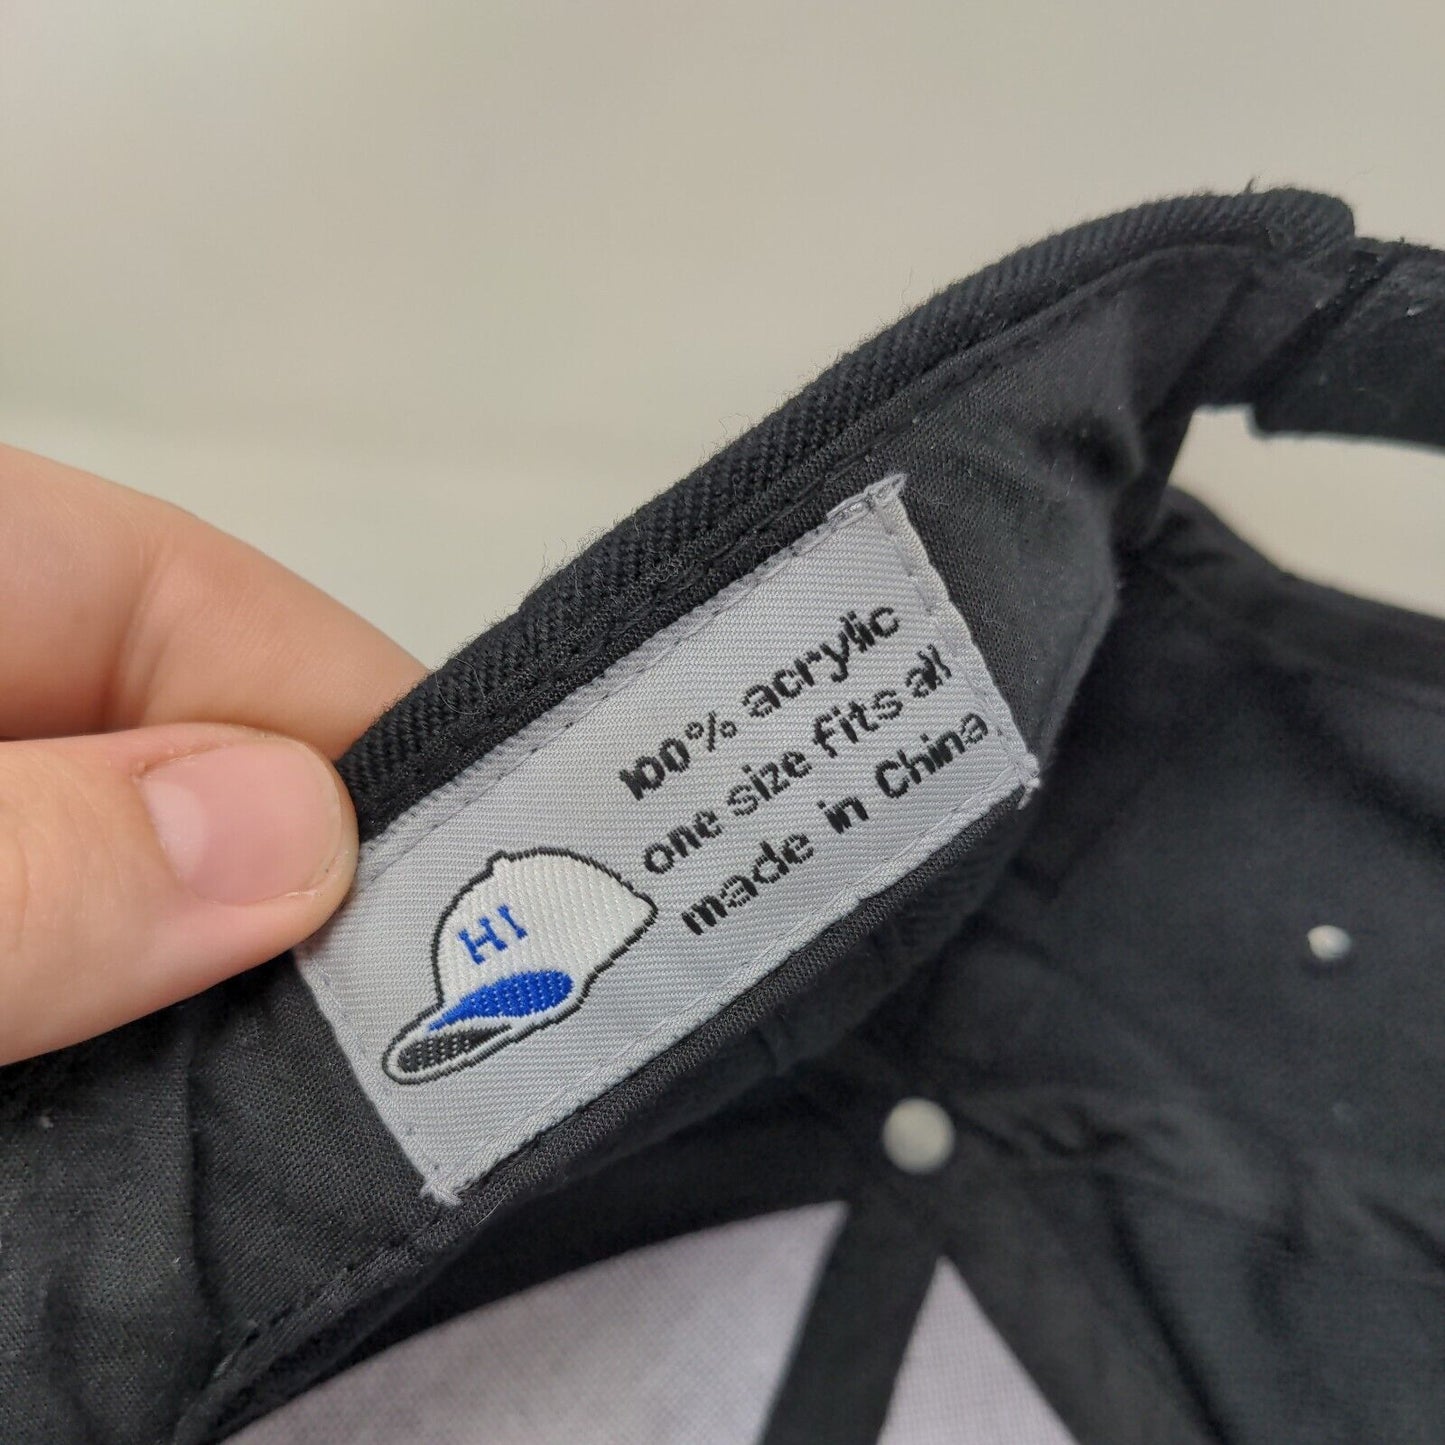 100% acrylic
one size fits all
made in China
HI